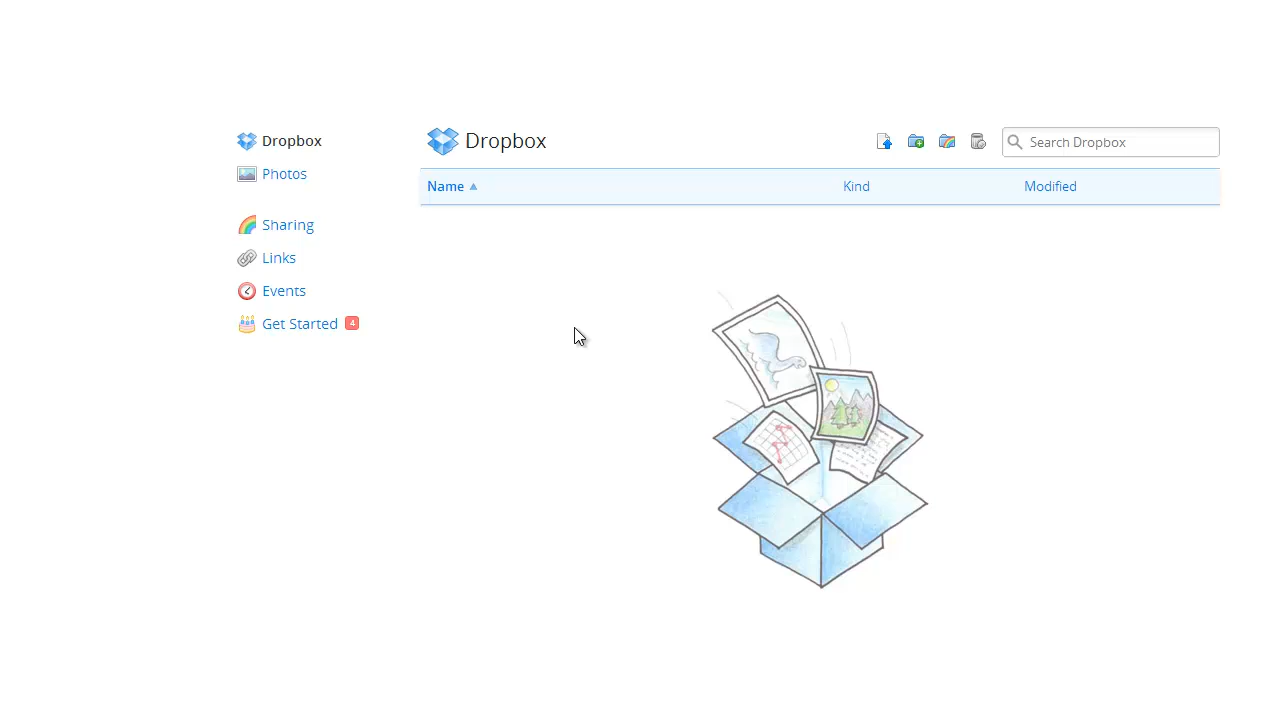 Dropbox
Photos
Sharing
Links
Events
Get Started 4
Dropbox
Search Dropbox
Name Kind Modified